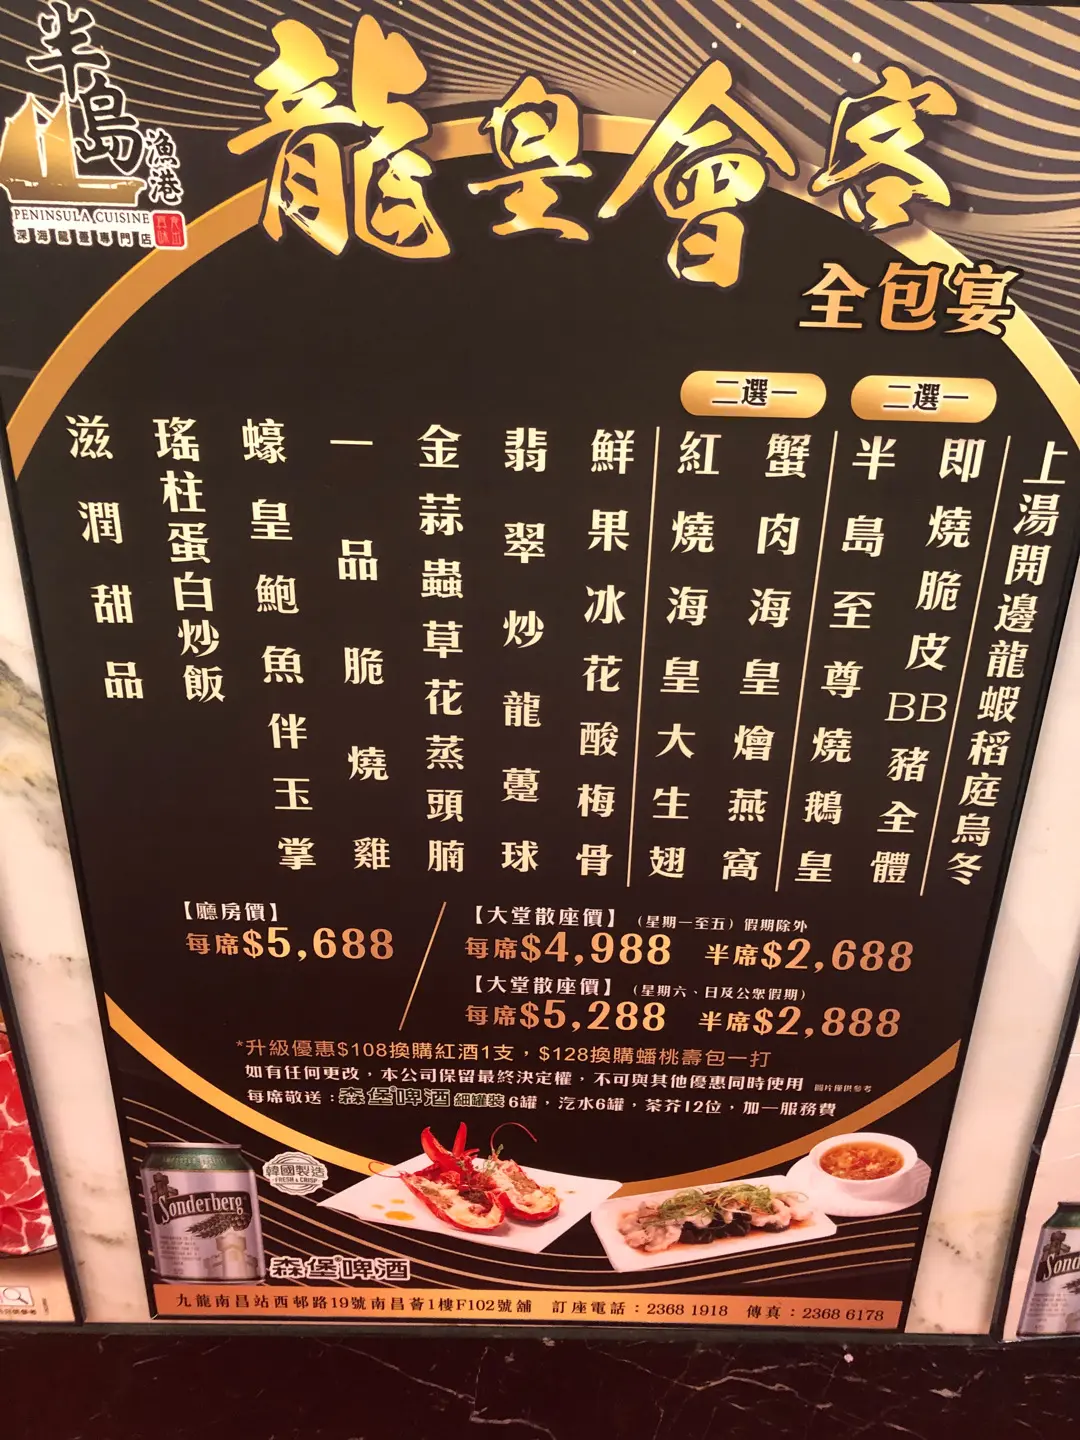 半島
漁港
PENINSULA CUISINE
深海龍躉專門店
龍皇會客
全包宴
二選一
二選一
上湯開邊龍蝦稻庭烏冬
即燒脆皮BB豬全體
半島至尊燒鵝皇
蟹肉海皇燴燕窩
紅燒海皇大生翅
鮮果冰花酸梅骨
翡翠炒龍躉球
金蒜蟲草花蒸頭腩
一品脆燒雞
蠔皇鮑魚伴玉掌
瑤柱蛋白炒飯
滋潤甜品
【廳房價】
每席$5,688
【大堂散座價】（星期一至五）假期除外
每席$4,988 半席$2,688
【大堂散座價】（星期六、日及公眾假期）
每席$5,288 半席$2,888
*升級優惠$108換購紅酒1支，$128換購蟠桃壽包一打
如有任何更改，本公司保留最終決定權，不可與其他優惠同時使用 圖片僅供參考
每席敬送：森堡啤酒 細罐裝 6罐，汽水6罐，茶芥12位，加一服務費
Sonderberg
韓國製造
FRESH & CRISP
森堡啤酒
九龍南昌站西邨路19號南昌薈1樓F102號舖 訂座電話：2368 1918 傳真：2368 6178